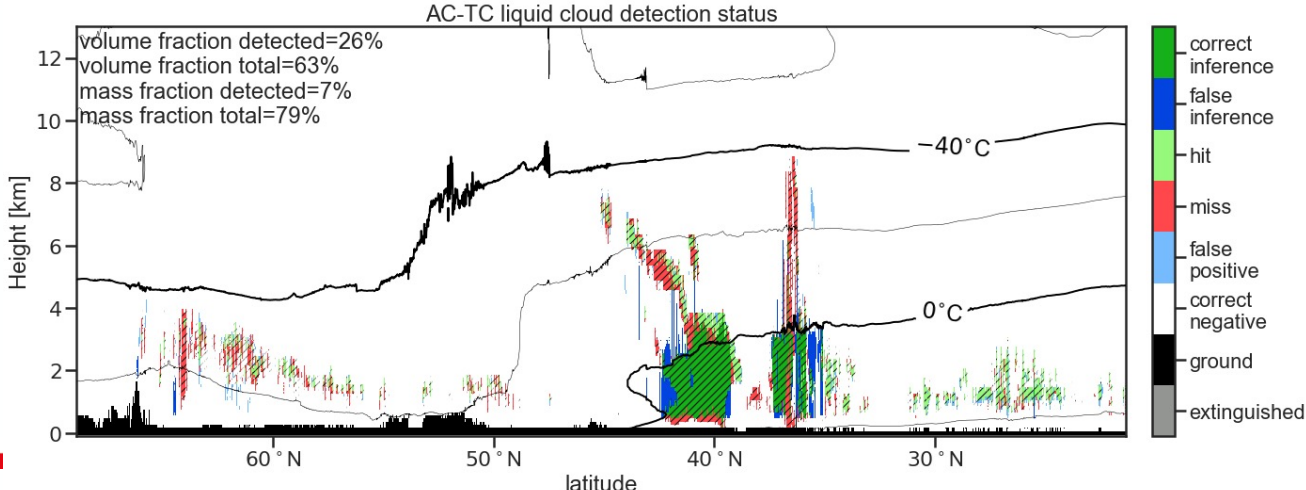 AC-TC liquid cloud detection status
volume fraction detected=26%
volume fraction total=63%
mass fraction detected=7%
mass fraction total=79%
Height [km]
12
10
8
6
4
2
0
−40°C
0°C
60°N
50°N
40°N
30°N
latitude
correct
inference
false
inference
hit
miss
false
positive
correct
negative
ground
extinguished